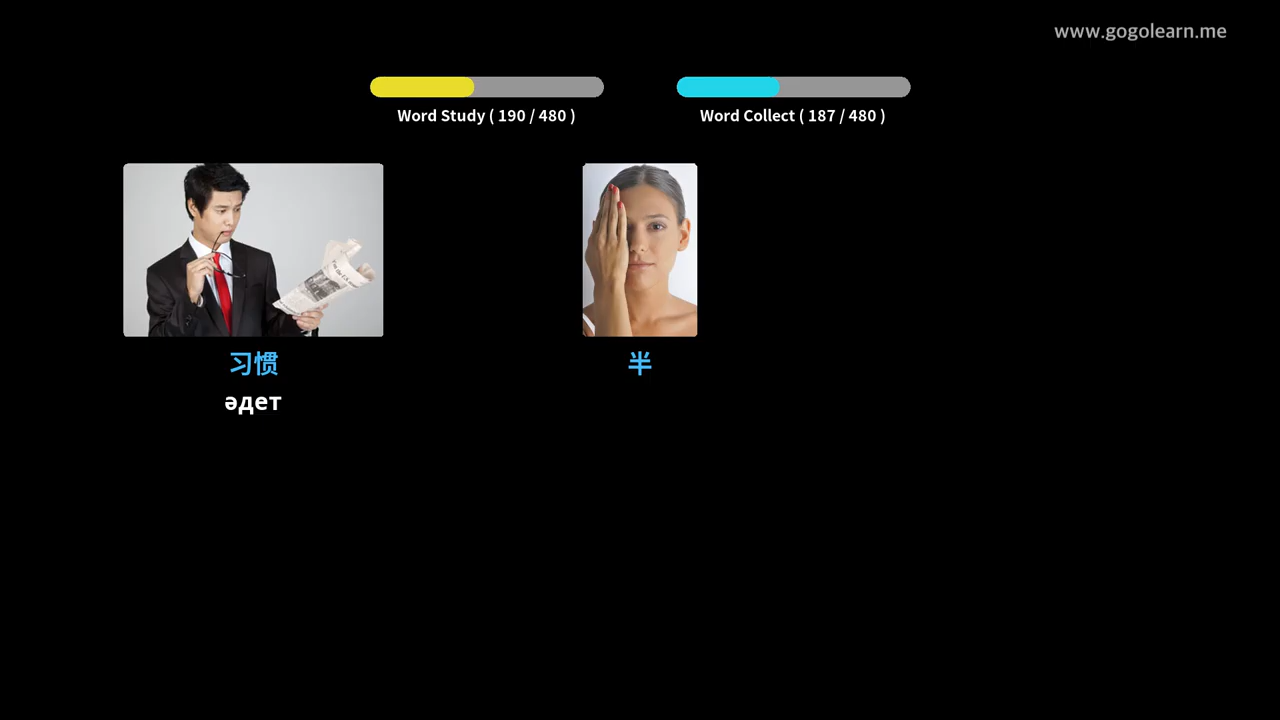 www.gogolearn.me
Word Study ( 190 / 480 )
Word Collect ( 187 / 480 )
习惯
әдет
半